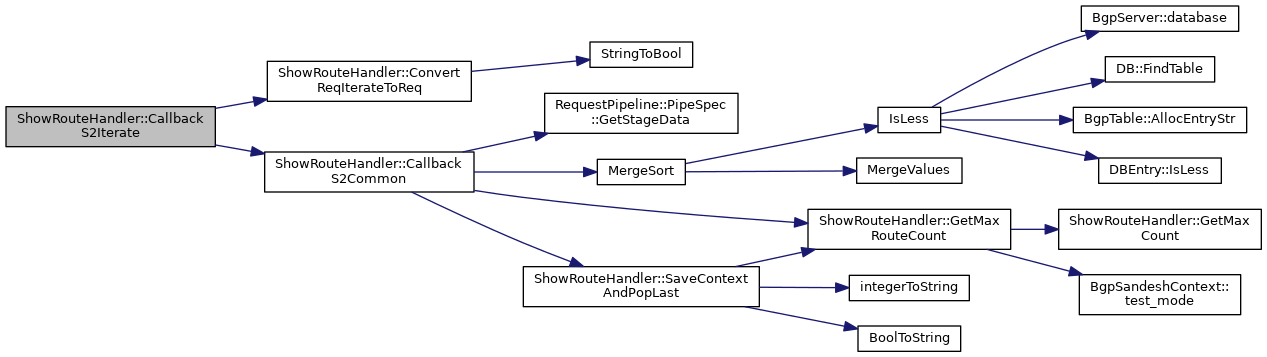 ShowRouteHandler::Callback
S2Iterate
ShowRouteHandler::Convert
ReqIterateToReq
StringToBool
ShowRouteHandler::Callback
S2Common
RequestPipeline::PipeSpec
::GetStageData
MergeSort
IsLess
BgpServer::database
DB::FindTable
BgpTable::AllocEntryStr
DBEntry::IsLess
MergeValues
ShowRouteHandler::GetMax
RouteCount
ShowRouteHandler::GetMax
Count
BgpSandeshContext::
test_mode
ShowRouteHandler::SaveContext
AndPopLast
integerToString
BoolToString